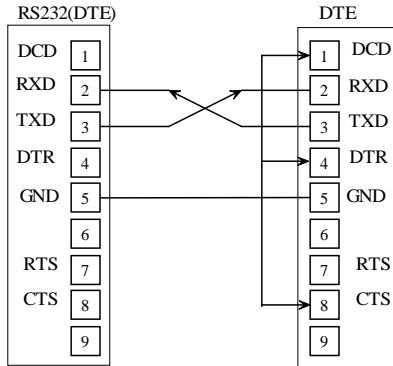 RS232(DTE) DTE
DCD 1 1 DCD
RXD 2 2 RXD
TXD 3 3 TXD
DTR 4 4 DTR
GND 5 5 GND
6 6
RTS 7 7 RTS
CTS 8 8 CTS
9 9